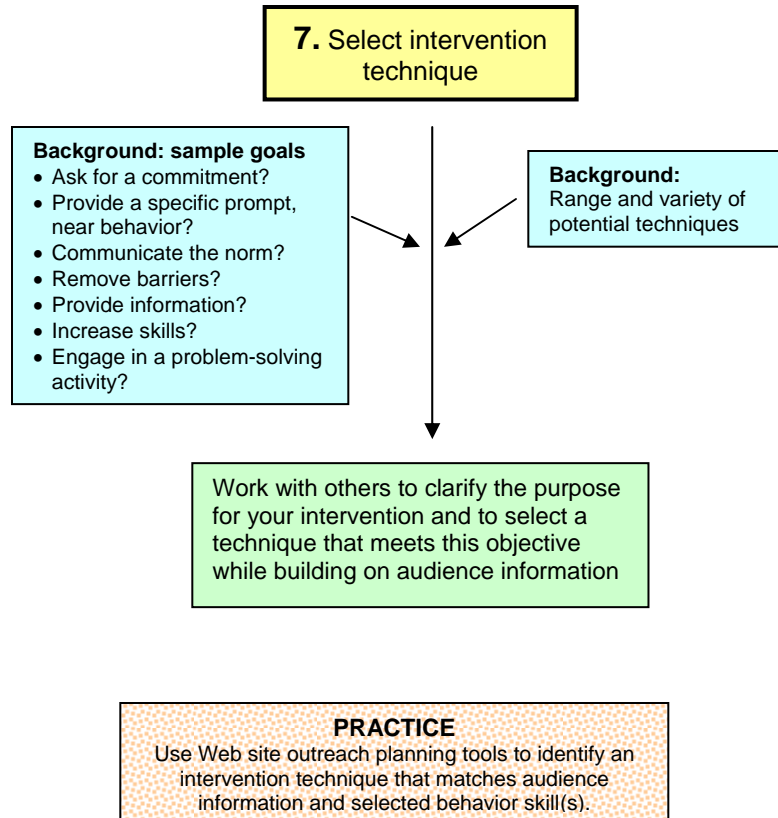 7. Select intervention
technique
Background: sample goals
• Ask for a commitment?
• Provide a specific prompt,
near behavior?
• Communicate the norm?
• Remove barriers?
• Provide information?
• Increase skills?
• Engage in a problem-solving
activity?
Background:
Range and variety of
potential techniques
Work with others to clarify the purpose
for your intervention and to select a
technique that meets this objective
while building on audience information
PRACTICE
Use Web site outreach planning tools to identify an
intervention technique that matches audience
information and selected behavior skill(s).